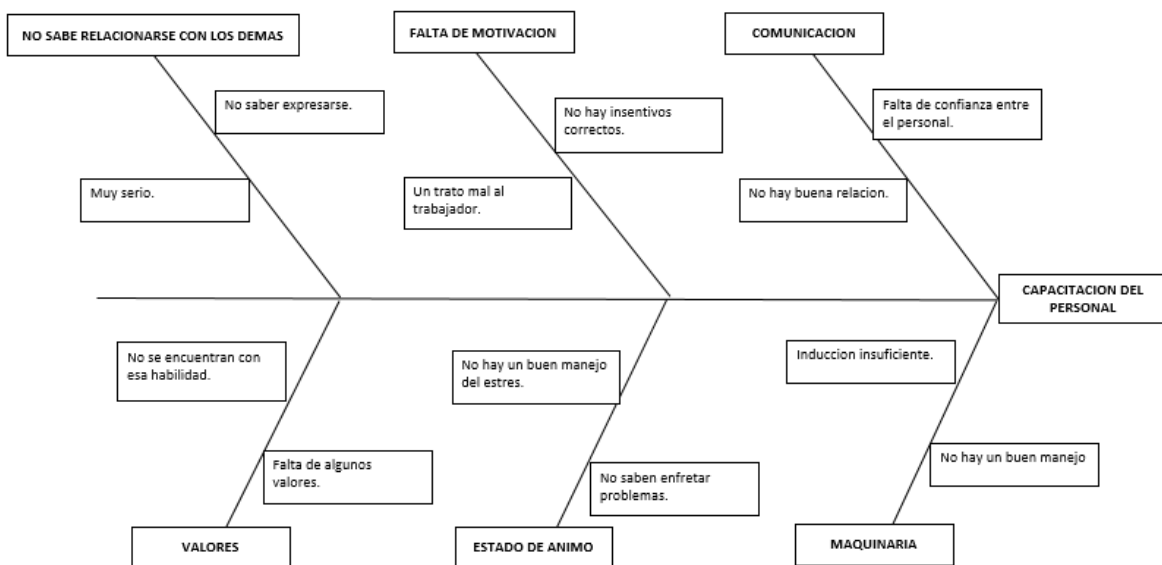 NO SABE RELACIONARSE CON LOS DEMAS
FALTA DE MOTIVACION
COMUNICACION
No saber expresarse.
No hay insentivos
correctos.
Falta de confianza entre
el personal.
Muy serio.
Un trato mal al
trabajador.
No hay buena relacion.
CAPACITACION DEL
PERSONAL
No se encuentran con
esa habilidad.
No hay un buen manejo
del estres.
Induccion insuficiente.
Falta de algunos
valores.
No saben enfretar
problemas.
No hay un buen manejo
VALORES
ESTADO DE ANIMO
MAQUINARIA